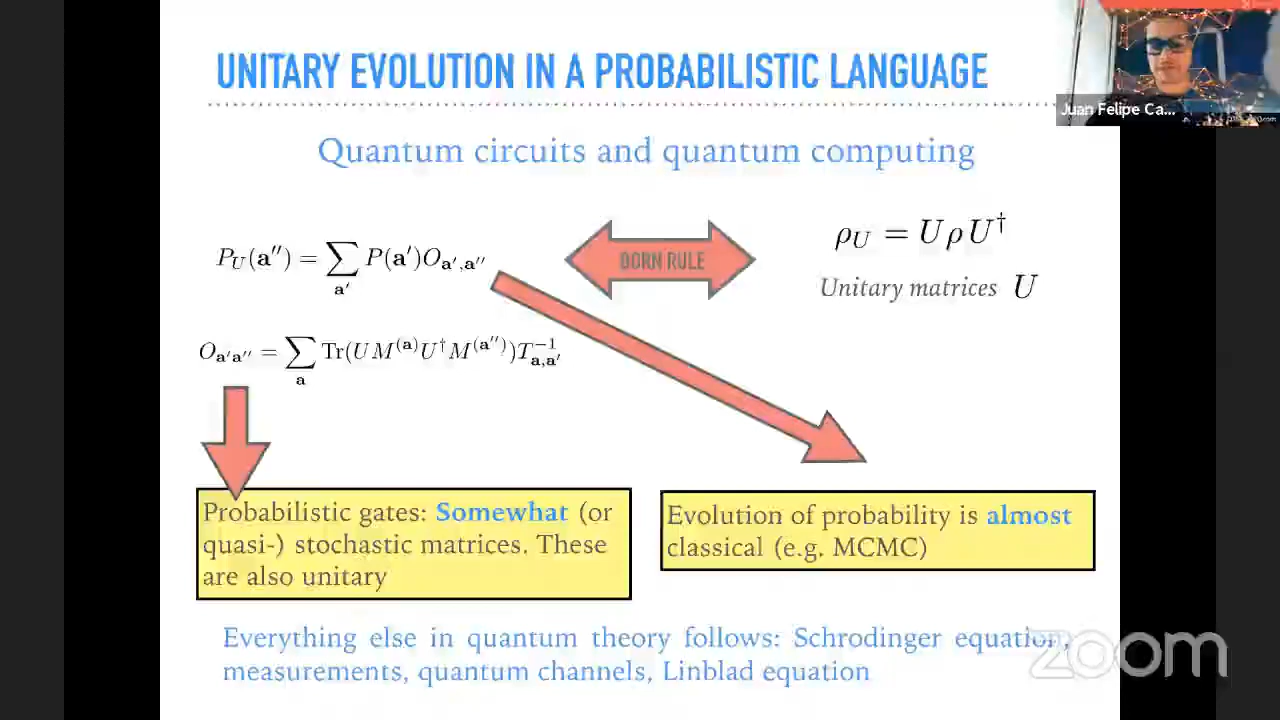 UNITARY EVOLUTION IN A PROBABILISTIC LANGUAGE
Juan Felipe Ca...
Quantum circuits and quantum computing
P_U(a″) = ∑_{a′} P(a′)O_{a′,a″}
BORN RULE
ρ_U = UρU†
Unitary matrices U
O_{a′a″} = ∑_a Tr(UM^{(a)}U†M^{(a″)})T^{-1}_{a,a′}
Probabilistic gates: Somewhat (or
quasi-) stochastic matrices. These
are also unitary
Evolution of probability is almost
classical (e.g. MCMC)
Everything else in quantum theory follows: Schrodinger equation,
measurements, quantum channels, Linblad equation
zoom